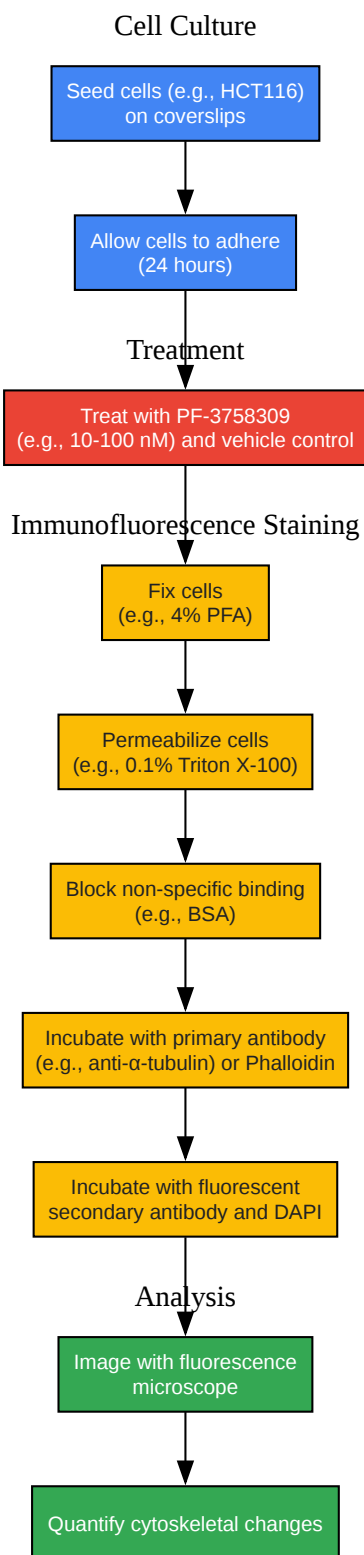 Cell Culture
Seed cells (e.g., HCT116)
on coverslips
Allow cells to adhere
(24 hours)
Treatment
Treat with PF-3758309
(e.g., 10-100 nM) and vehicle control
Immunofluorescence Staining
Fix cells
(e.g., 4% PFA)
Permeabilize cells
(e.g., 0.1% Triton X-100)
Block non-specific binding
(e.g., BSA)
Incubate with primary antibody
(e.g., anti-α-tubulin) or Phalloidin
Incubate with fluorescent
secondary antibody and DAPI
Analysis
Image with fluorescence
microscope
Quantify cytoskeletal changes